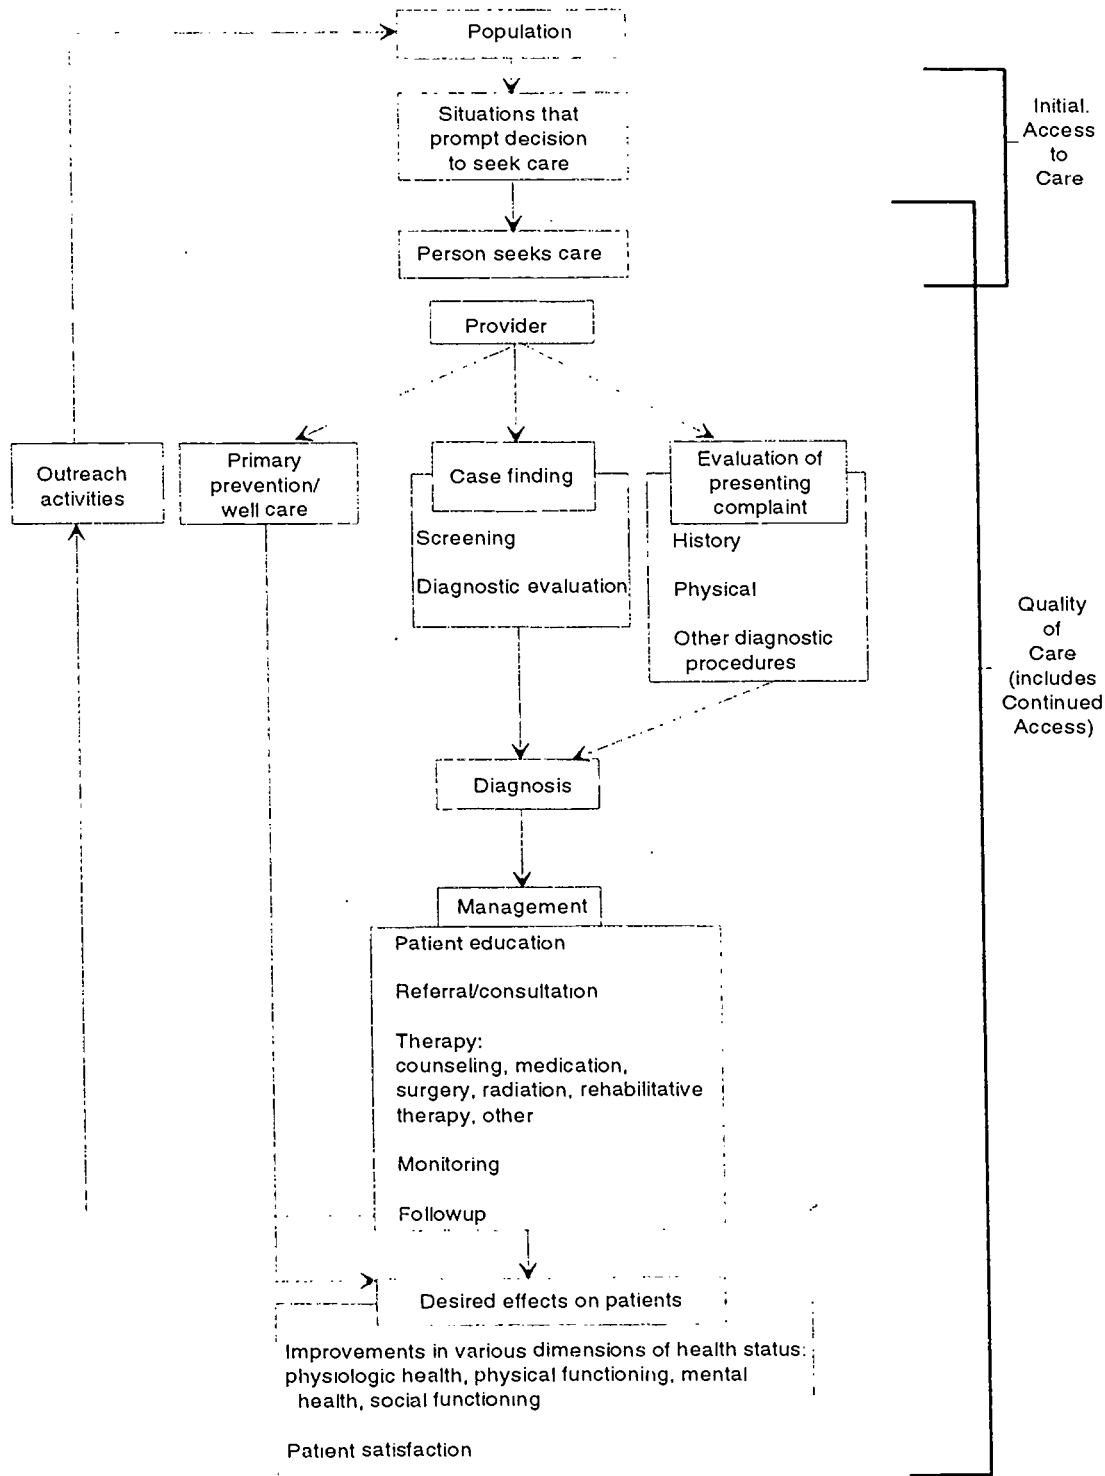 Population
Situations that
prompt decision
to seek care
Person seeks care
Initial.
Access
to
Care
Provider
Outreach
activities
Primary
prevention/
well care
Case finding
Screening
Diagnostic evaluation
Evaluation of
presenting
complaint
History
Physical
Other diagnostic
procedures
Quality
of
Care
(includes
Continued
Access)
Diagnosis
Management
Patient education
Referral/consultation
Therapy:
counseling, medication,
surgery, radiation, rehabilitative
therapy, other
Monitoring
Followup
Desired effects on patients
Improvements in various dimensions of health status:
physiologic health, physical functioning, mental
health, social functioning
Patient satisfaction